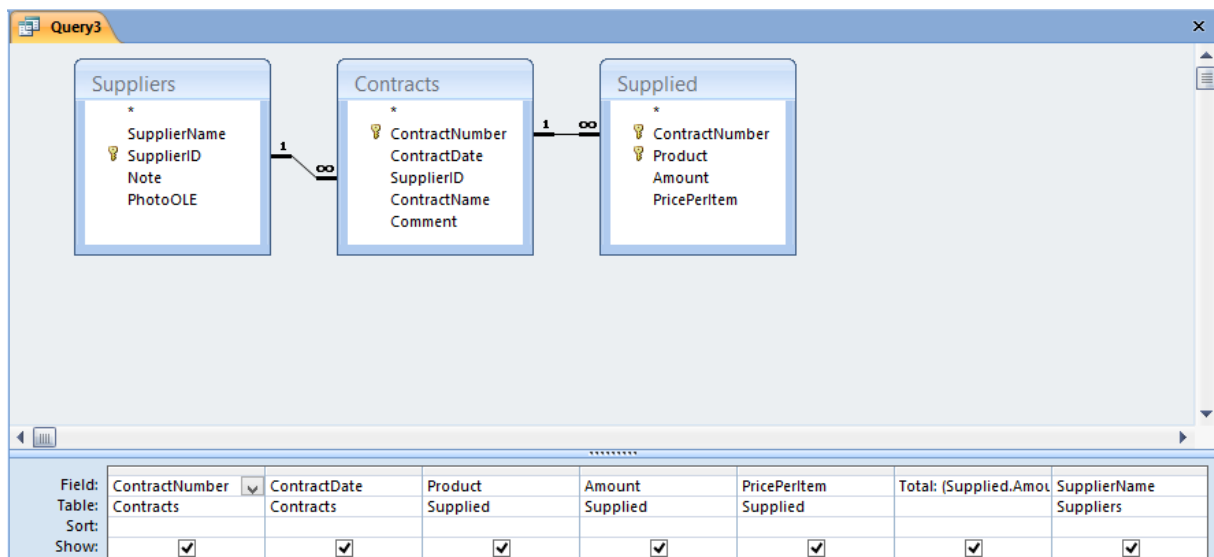 Query3
Suppliers
*
SupplierName
SupplierID
Note
PhotoOLE
1
∞
Contracts
*
ContractNumber
ContractDate
SupplierID
ContractName
Comment
1
∞
Supplied
*
ContractNumber
Product
Amount
PricePerItem
Field: ContractNumber ContractDate Product Amount PricePerItem Total: (Supplied.Amou SupplierName
Table: Contracts Contracts Supplied Supplied Supplied Suppliers
Sort:
Show: